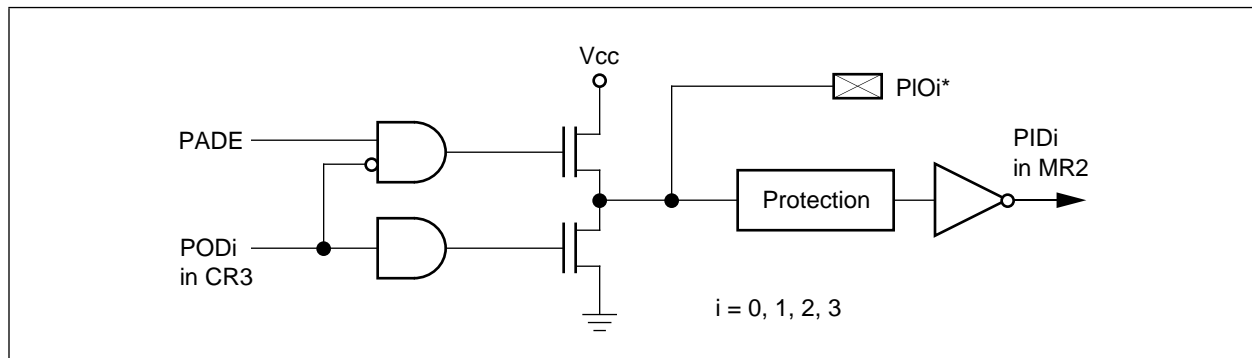 Vcc
PIOi*
PADE
PIDi
in MR2
Protection
PODi
in CR3
i = 0, 1, 2, 3